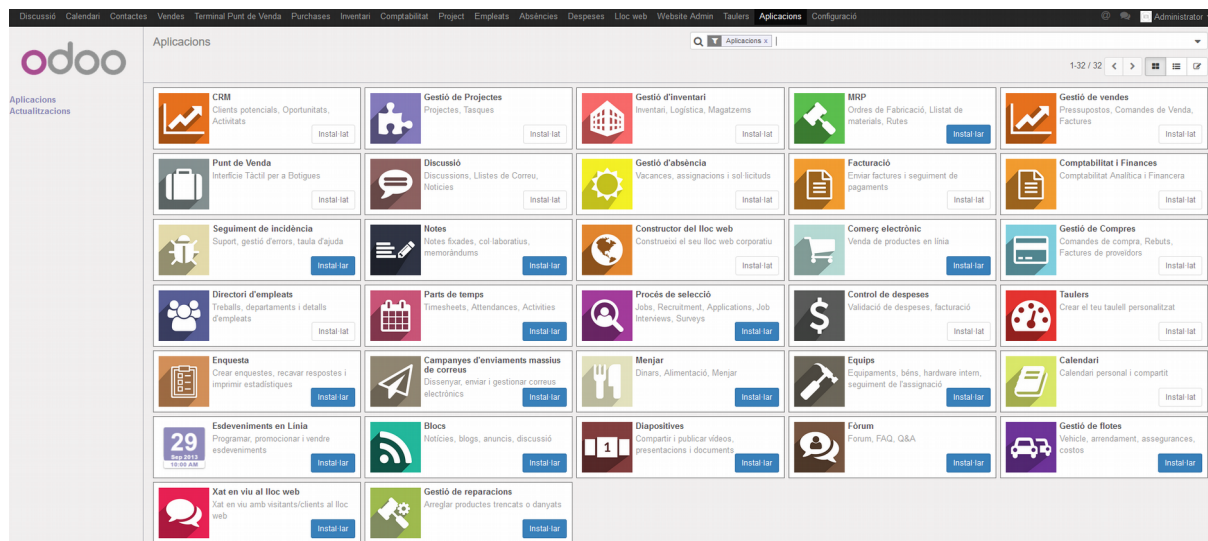 Discussió Calendari Contactes Vendes Terminal Punt de Venda Purchases Inventari Comptabilitat Project Empleats Absències Despeses Lloc web Website Admin Taulers Aplicacions Configuració @ Administrator
odoo
Aplicacions
Aplicacions x
1-32 / 32
Aplicacions
Actualitzacions
CRM
Clients potencials, Oportunitats,
Activitats
Instal·lat
Gestió de Projectes
Projectes, Tasques
Instal·lat
Gestió d'inventari
Inventari, Logística, Magatzems
Instal·lat
MRP
Ordres de Fabricació, Llistat de
materials, Rutes
Instal·lar
Gestió de vendes
Pressupostos, Comandes de Venda,
Factures
Instal·lat
Punt de Venda
Interfície Tàctil per a Botigues
Instal·lat
Discussió
Discussions, Llistes de Correu,
Notícies
Instal·lat
Gestió d'absència
Vacances, assignacions i sol·licituds
Instal·lat
Facturació
Enviar factures i seguiment de
pagaments
Instal·lat
Comptabilitat i Finances
Comptabilitat Analítica i Financera
Instal·lat
Seguiment de incidència
Suport, gestió d'errors, taula d'ajuda
Instal·lar
Notes
Notes fixades, col·laboratius,
memoràndums
Instal·lar
Constructor del lloc web
Construeixi el seu lloc web corporatiu
Instal·lat
Comerç electrònic
Venda de productes en línia
Instal·lar
Gestió de Compres
Comandes de compra, Rebuts,
Factures de proveïdors
Instal·lat
Directori d'empleats
Treballs, departaments i detalls
d'empleats
Instal·lat
Parts de temps
Timesheets, Attendances, Activities
Instal·lar
Procés de selecció
Jobs, Recruitment, Applications, Job
Interviews, Surveys
Instal·lar
Control de despeses
Validació de despeses, facturació
Instal·lat
Taulers
Crear el teu taulell personalitzat
Instal·lat
Enquesta
Crear enquestes, recavar respostes i
imprimir estadístiques
Instal·lar
Campanyes d'enviaments massius
de correus
Dissenyar, enviar i gestionar correus
electrònics
Instal·lar
Menjar
Dinars, Alimentació, Menjar
Instal·lar
Equips
Equipaments, béns, hardware intern,
seguiment de l'assignació
Instal·lar
Calendari
Calendari personal i compartit
Instal·lat
29
Sep 2013
10:00 AM
Esdeveniments en Línia
Programar, promocionar i vendre
esdeveniments
Instal·lar
Blocs
Notícies, blogs, anuncis, discussió
Instal·lar
1
Diapositives
Compartir i publicar vídeos,
presentacions i documents
Instal·lar
Fòrum
Forum, FAQ, Q&A
Instal·lar
Gestió de flotes
Vehicle, arrendament, assegurances,
costos
Instal·lar
Xat en viu al lloc web
Xat en viu amb visitants/clients al lloc
web
Instal·lar
Gestió de reparacions
Arreglar productes trencats o danyats
Instal·lar